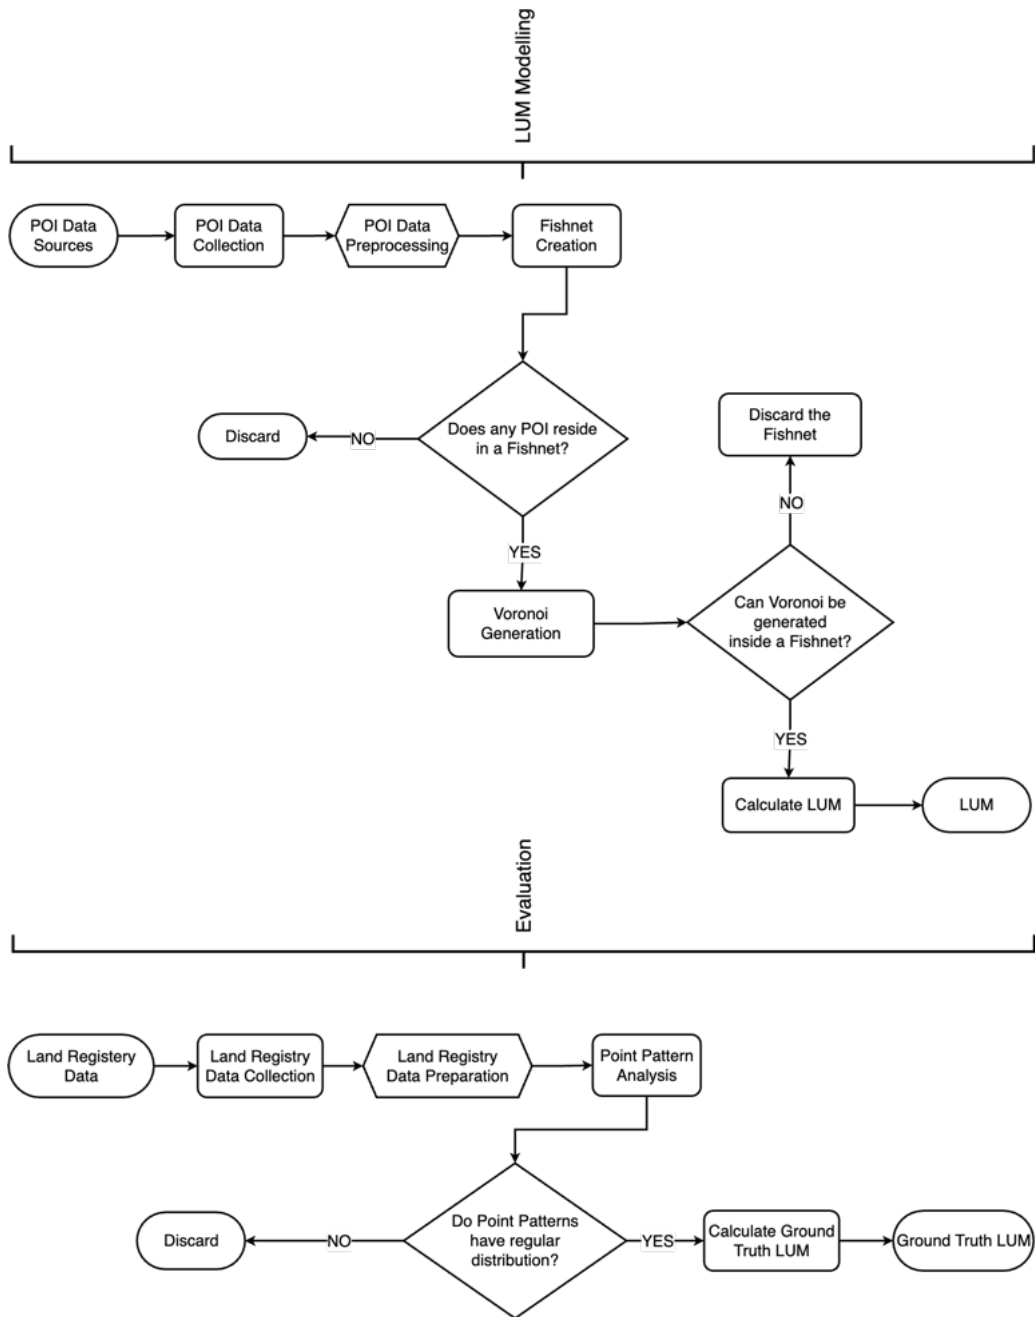 LUM Modelling
POI Data
Sources
POI Data
Collection
POI Data
Preprocessing
Fishnet
Creation
Does any POI reside
in a Fishnet?
NO
Discard
YES
Voronoi
Generation
Can Voronoi be
generated
inside a Fishnet?
NO
Discard the
Fishnet
YES
Calculate LUM
LUM
Evaluation
Land Registery
Data
Land Registry
Data Collection
Land Registry
Data Preparation
Point Pattern
Analysis
Do Point Patterns
have regular
distribution?
NO
Discard
YES
Calculate Ground
Truth LUM
Ground Truth LUM